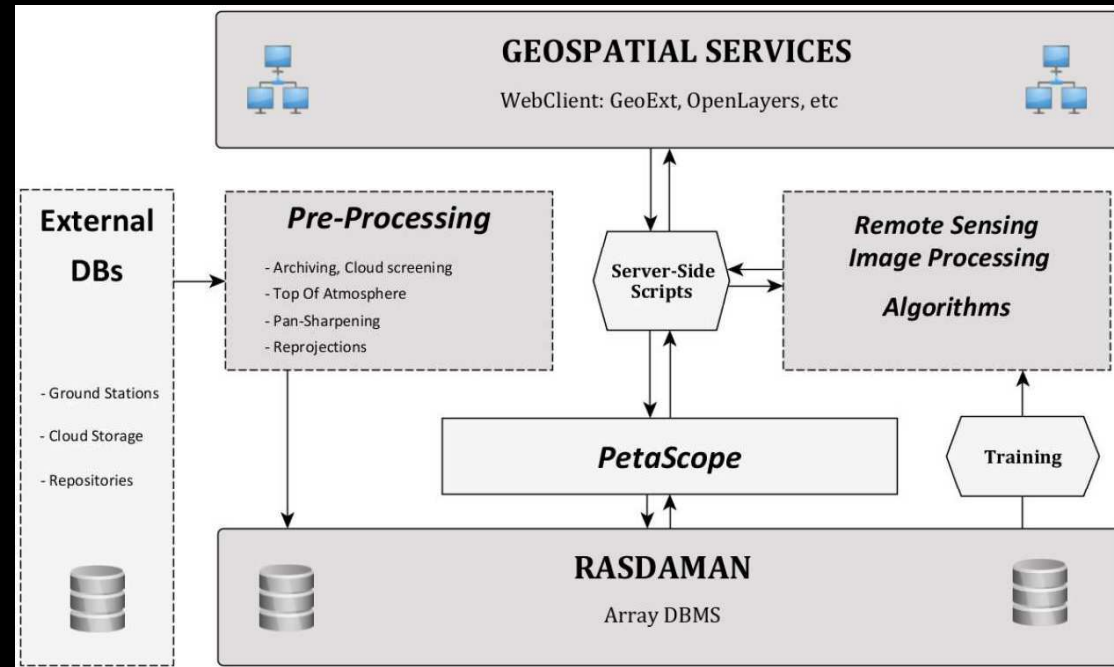 GEOSPATIAL SERVICES
WebClient: GeoExt, OpenLayers, etc
External
DBs
- Ground Stations
- Cloud Storage
- Repositories
Pre-Processing
- Archiving, Cloud screening
- Top Of Atmosphere
- Pan-Sharpening
- Reprojections
Server-Side
Scripts
Remote Sensing
Image Processing
Algorithms
PetaScope
Training
RASDAMAN
Array DBMS